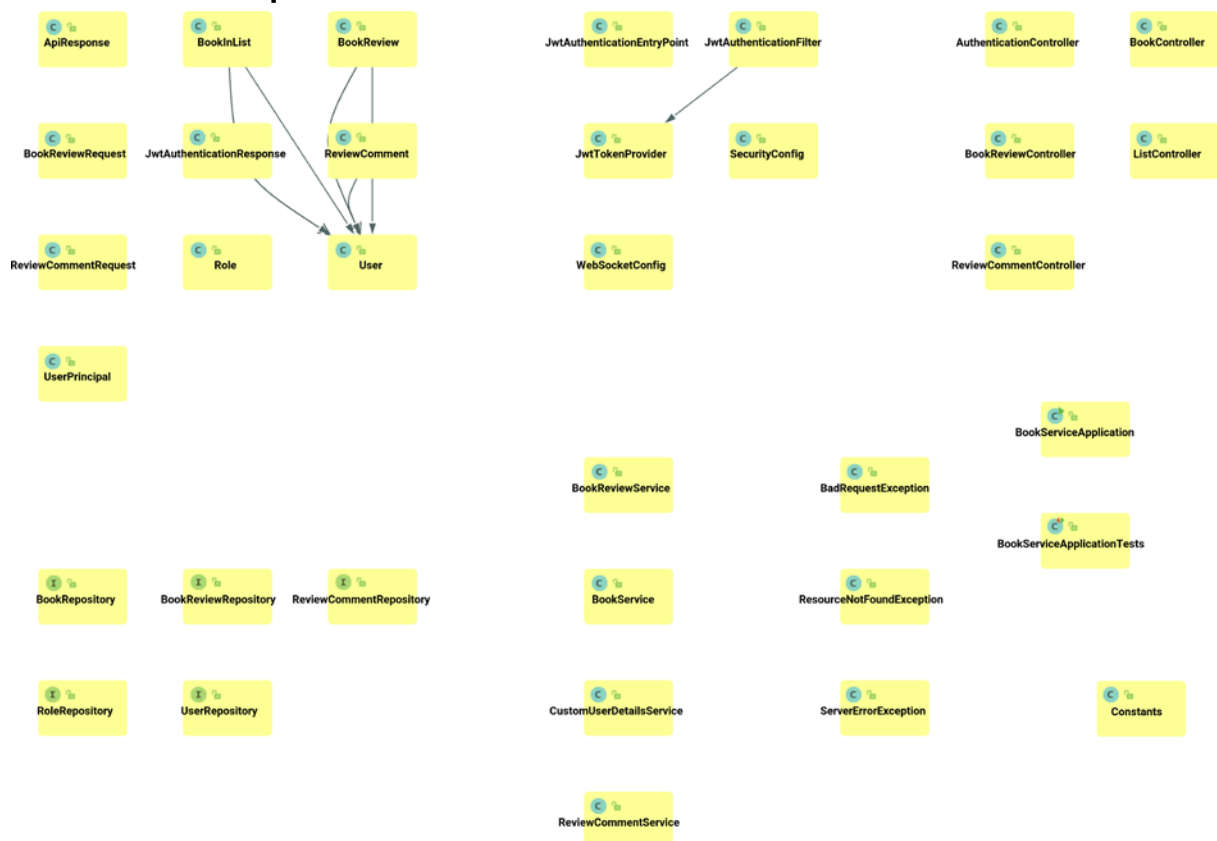 ApiResponse
BookInList
BookReview
JwtAuthenticationEntryPoint
JwtAuthenticationFilter
AuthenticationController
BookController
BookReviewRequest
JwtAuthenticationResponse
ReviewComment
JwtTokenProvider
SecurityConfig
BookReviewController
ListController
ReviewCommentRequest
Role
User
WebSocketConfig
ReviewCommentController
UserPrincipal
BookServiceApplication
BookReviewService
BadRequestException
BookServiceApplicationTests
BookRepository
BookReviewRepository
ReviewCommentRepository
BookService
ResourceNotFoundException
RoleRepository
UserRepository
CustomUserDetailsService
ServerErrorException
Constants
ReviewCommentService